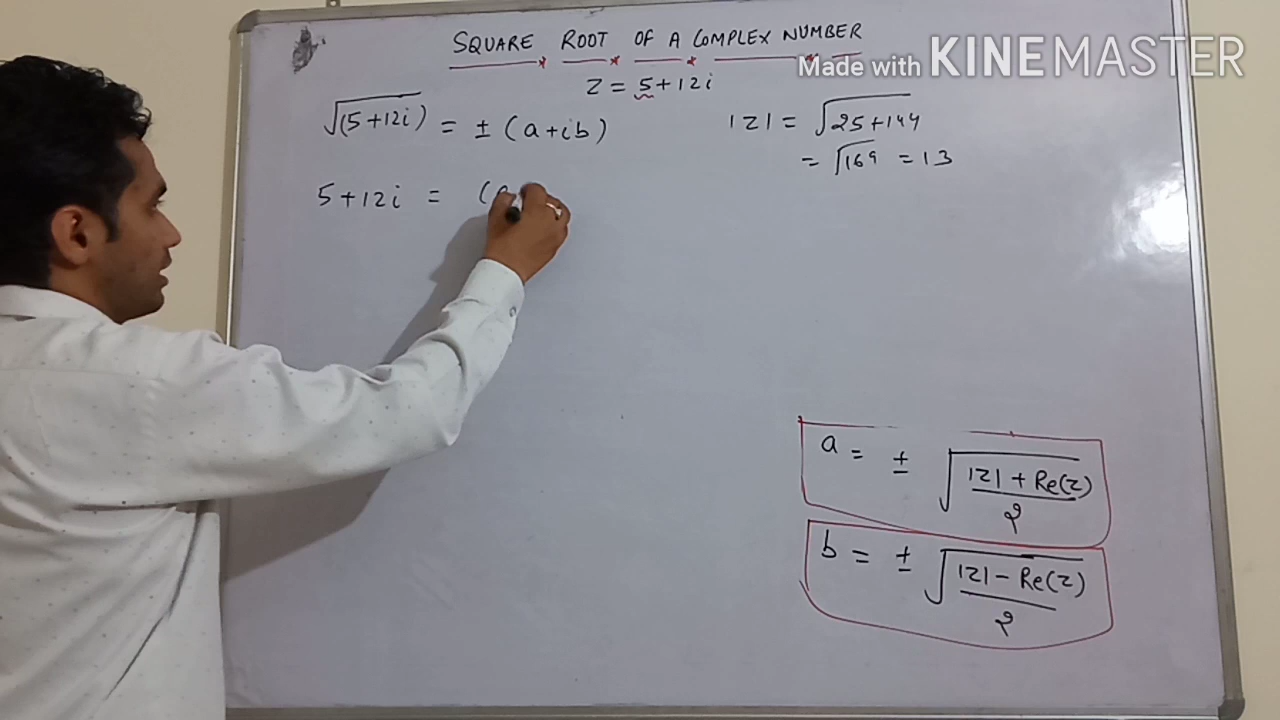 SQUARE ROOT OF A COMPLEX NUMBER
Made with KINEMASTER
Z = 5+12i
√(5+12i) = ± (a+ib)
|z| = √25+144
= √169 = 13
5+12i = (
a = ± √|z| + Re(z)/2
b = ± √|z| - Re(z)/2